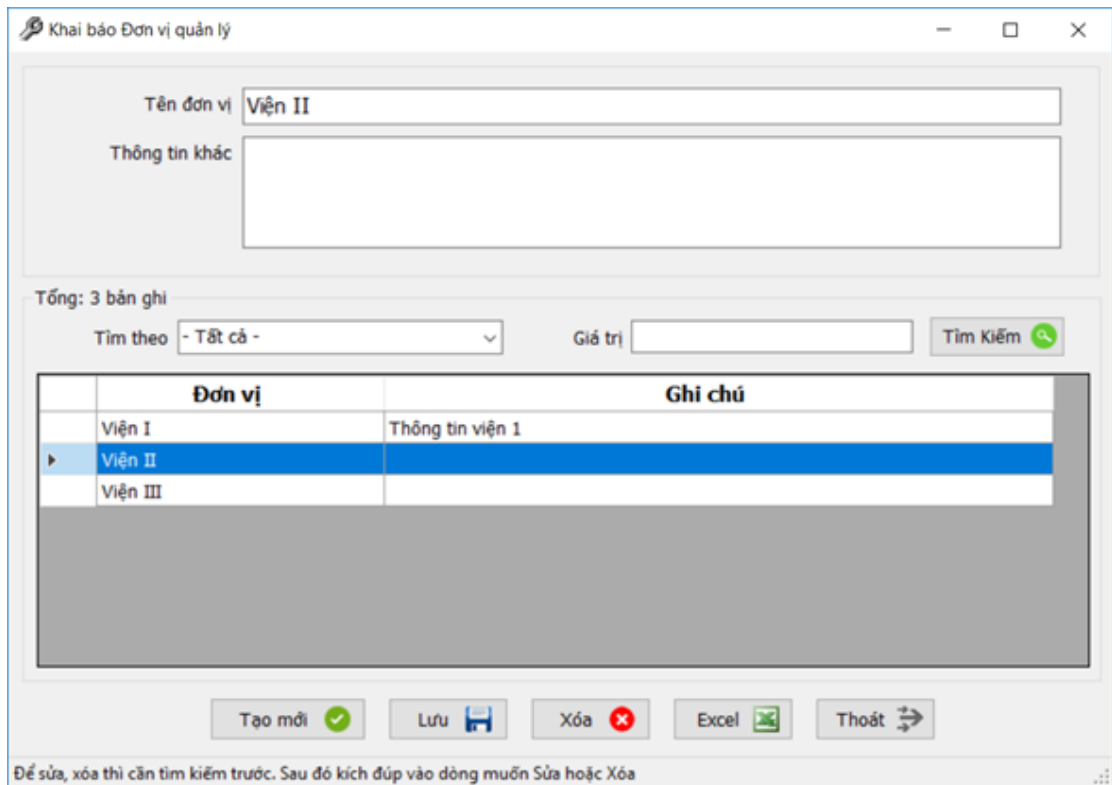 Khai báo Đơn vị quản lý
Tên đơn vị Viện II
Thông tin khác
Tổng: 3 bản ghi
Tìm theo - Tất cả - Giá trị Tìm Kiếm
Đơn vị Ghi chú
Viện I Thông tin viện 1
Viện II
Viện III
Tạo mới Lưu Xóa Excel Thoát
Để sửa, xóa thì cần tìm kiếm trước. Sau đó kích đúp vào dòng muốn Sửa hoặc Xóa